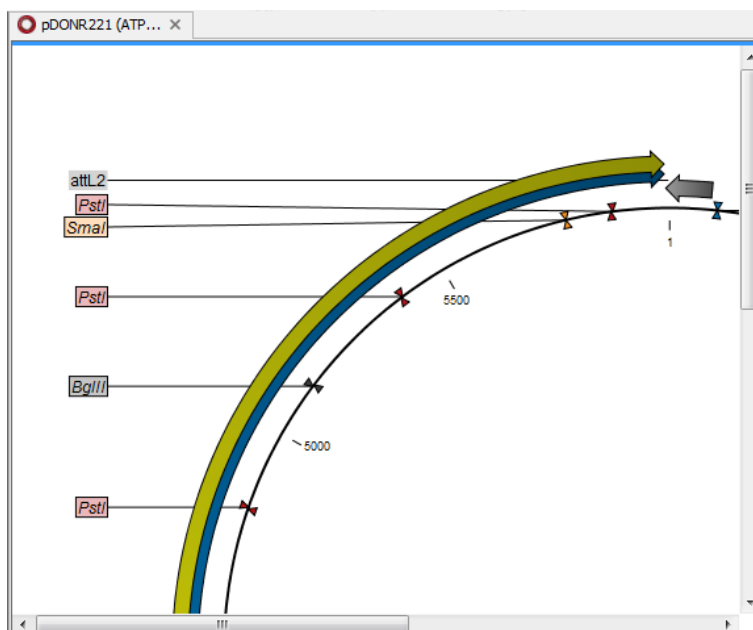 pDONR221 (ATP...
attL2
PstI
SmaI
1
PstI
5500
BglII
5000
PstI